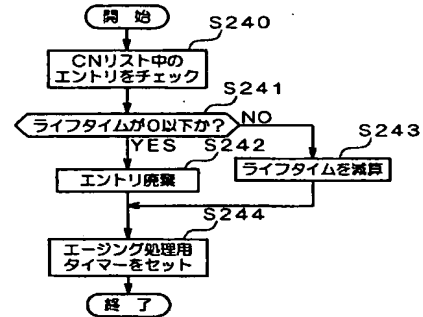 開 始
S240
CNリスト中の
エントリをチェック
S241
ライフタイムが0以下か?
NO
YES
S242
S243
エントリ廃棄
ライフタイムを減算
S244
エージング処理用
タイマーをセット
終 了